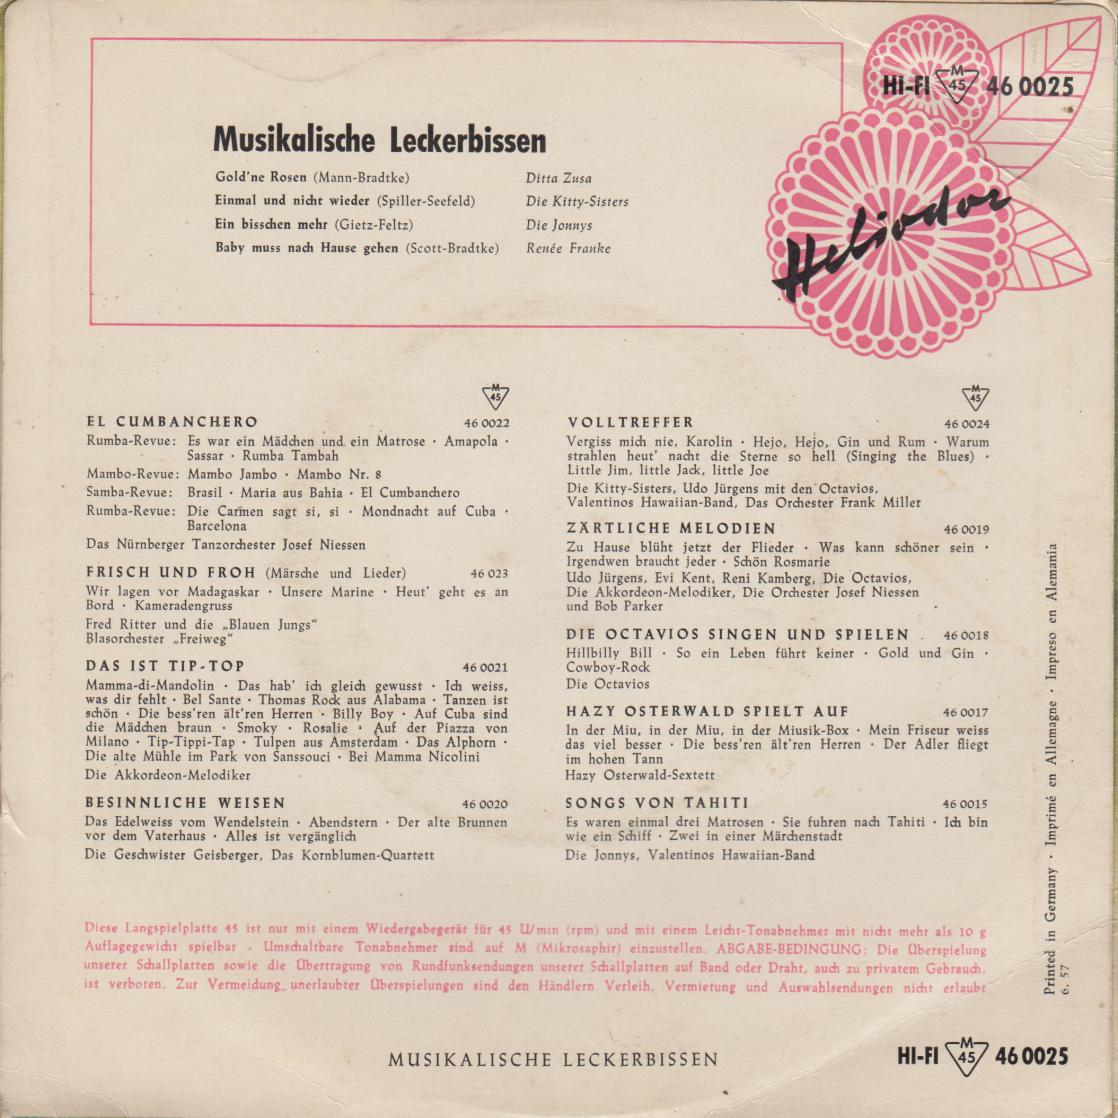 HI-FI M 45 46 0025
Musikalische Leckerbissen
Gold'ne Rosen (Mann-Bradtke) Ditta Zusa
Einmal und nicht wieder (Spiller-Seefeld) Die Kitty-Sisters
Ein bisschen mehr (Gietz-Feltz) Die Jonnys
Baby muss nach Hause gehen (Scott-Bradtke) Renée Franke
Heliodor
M 45
EL CUMBANCHERO 46 0022
Rumba-Revue: Es war ein Mädchen und ein Matrose · Amapola ·
Sassar · Rumba Tambah
Mambo-Revue: Mambo Jambo · Mambo Nr. 8
Samba-Revue: Brasil · Maria aus Bahia · El Cumbanchero
Rumba-Revue: Die Carmen sagt si, si · Mondnacht auf Cuba ·
Barcelona
Das Nürnberger Tanzorchester Josef Niessen
FRISCH UND FROH (Märsche und Lieder) 46 023
Wir lagen vor Madagaskar · Unsere Marine · Heut' geht es an
Bord · Kameradengruss
Fred Ritter und die „Blauen Jungs"
Blasorchester „Freiweg"
DAS IST TIP-TOP 46 0021
Mamma-di-Mandolin · Das hab' ich gleich gewusst · Ich weiss,
was dir fehlt · Bel Sante · Thomas Rock aus Alabama · Tanzen ist
schön · Die bess'ren ält'ren Herren · Billy Boy · Auf Cuba sind
die Mädchen braun · Smoky · Rosalie · Auf der Piazza von
Milano · Tip-Tippi-Tap · Tulpen aus Amsterdam · Das Alphorn ·
Die alte Mühle im Park von Sanssouci · Bei Mamma Nicolini
Die Akkordeon-Melodiker
BESINNLICHE WEISEN 46 0020
Das Edelweiss vom Wendelstein · Abendstern · Der alte Brunnen
vor dem Vaterhaus · Alles ist vergänglich
Die Geschwister Geisberger, Das Kornblumen-Quartett
M 45
VOLLTREFFER 46 0024
Vergiss mich nie, Karolin · Hejo, Hejo, Gin und Rum · Warum
strahlen heut' nacht die Sterne so hell (Singing the Blues) ·
Little Jim, little Jack, little Joe
Die Kitty-Sisters, Udo Jürgens mit den Octavios,
Valentinos Hawaiian-Band, Das Orchester Frank Miller
ZÄRTLICHE MELODIEN 46 0019
Zu Hause blüht jetzt der Flieder · Was kann schöner sein ·
Irgendwen braucht jeder · Schön Rosmarie
Udo Jürgens, Evi Kent, Reni Kamberg, Die Octavios,
Die Akkordeon-Melodiker, Die Orchester Josef Niessen
und Bob Parker
DIE OCTAVIOS SINGEN UND SPIELEN 46 0018
Hillbilly Bill · So ein Leben führt keiner · Gold und Gin ·
Cowboy-Rock
Die Octavios
HAZY OSTERWALD SPIELT AUF 46 0017
In der Miu, in der Miu, in der Miusik-Box · Mein Friseur weiss
das viel besser · Die bess'ren ält'ren Herren · Der Adler fliegt
im hohen Tann
Hazy Osterwald-Sextett
SONGS VON TAHITI 46 0015
Es waren einmal drei Matrosen · Sie fuhren nach Tahiti · Ich bin
wie ein Schiff · Zwei in einer Märchenstadt
Die Jonnys, Valentinos Hawaiian-Band
Diese Langspielplatte 45 ist nur mit einem Wiedergabegerät für 45 U/min (rpm) und mit einem Leicht-Tonabnehmer mit nicht mehr als 10 g
Auflagegewicht spielbar · Umschaltbare Tonabnehmer sind auf M (Mikrosaphir) einzustellen. ABGABE-BEDINGUNG: Die Überspielung
unserer Schallplatten sowie die Übertragung von Rundfunksendungen unserer Schallplatten auf Band oder Draht, auch zu privatem Gebrauch,
ist verboten. Zur Vermeidung unerlaubter Überspielungen sind den Händlern Verleih, Vermietung und Auswahlsendungen nicht erlaubt
Printed in Germany · Imprimé en Allemagne · Impreso en Alemania
6. 57
MUSIKALISCHE LECKERBISSEN
HI-FI M 45 46 0025